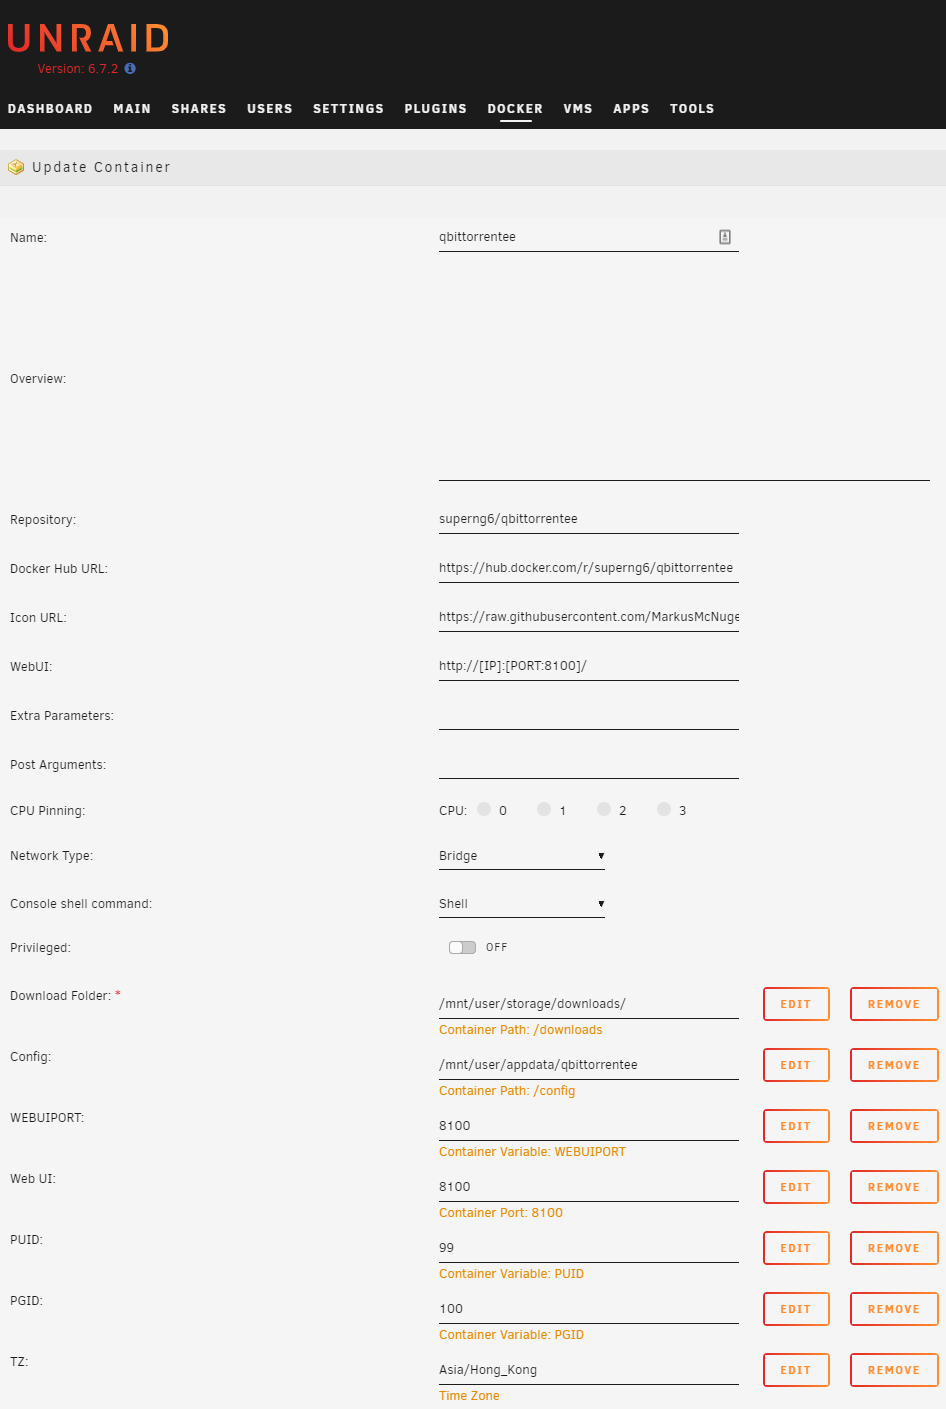 UNRAID
Version: 6.7.2
DASHBOARD MAIN SHARES USERS SETTINGS PLUGINS DOCKER VMS APPS TOOLS
Update Container
Name: qbittorrentee
Overview:
Repository: superng6/qbittorrentee
Docker Hub URL: https://hub.docker.com/r/superng6/qbittorrentee
Icon URL: https://raw.githubusercontent.com/MarkusMcNuge
WebUI: http://[IP]:[PORT:8100]/
Extra Parameters:
Post Arguments:
CPU Pinning: CPU: 0 1 2 3
Network Type: Bridge
Console shell command: Shell
Privileged: OFF
Download Folder: * /mnt/user/storage/downloads/ EDIT REMOVE
Container Path: /downloads
Config: /mnt/user/appdata/qbittorrentee EDIT REMOVE
Container Path: /config
WEBUIPORT: 8100 EDIT REMOVE
Container Variable: WEBUIPORT
Web UI: 8100 EDIT REMOVE
Container Port: 8100
PUID: 99 EDIT REMOVE
Container Variable: PUID
PGID: 100 EDIT REMOVE
Container Variable: PGID
TZ: Asia/Hong_Kong EDIT REMOVE
Time Zone